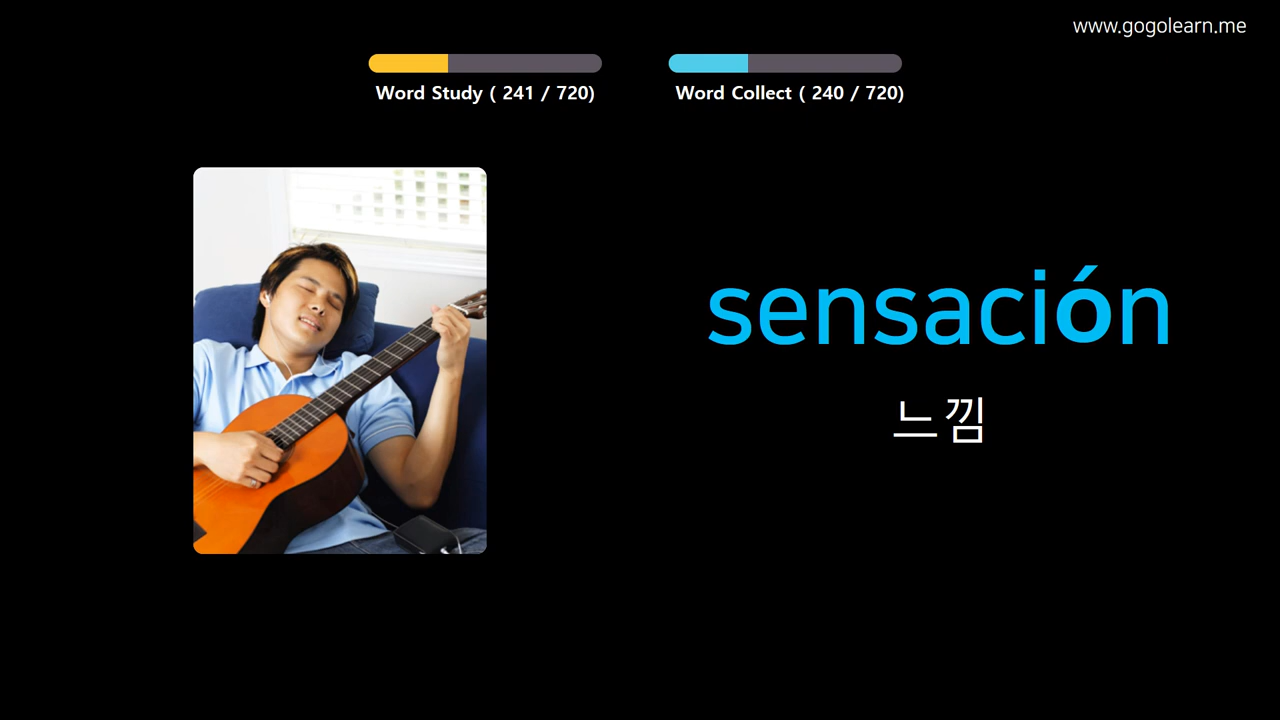 www.gogolearn.me
Word Study ( 241 / 720)
Word Collect ( 240 / 720)
sensación
느낌